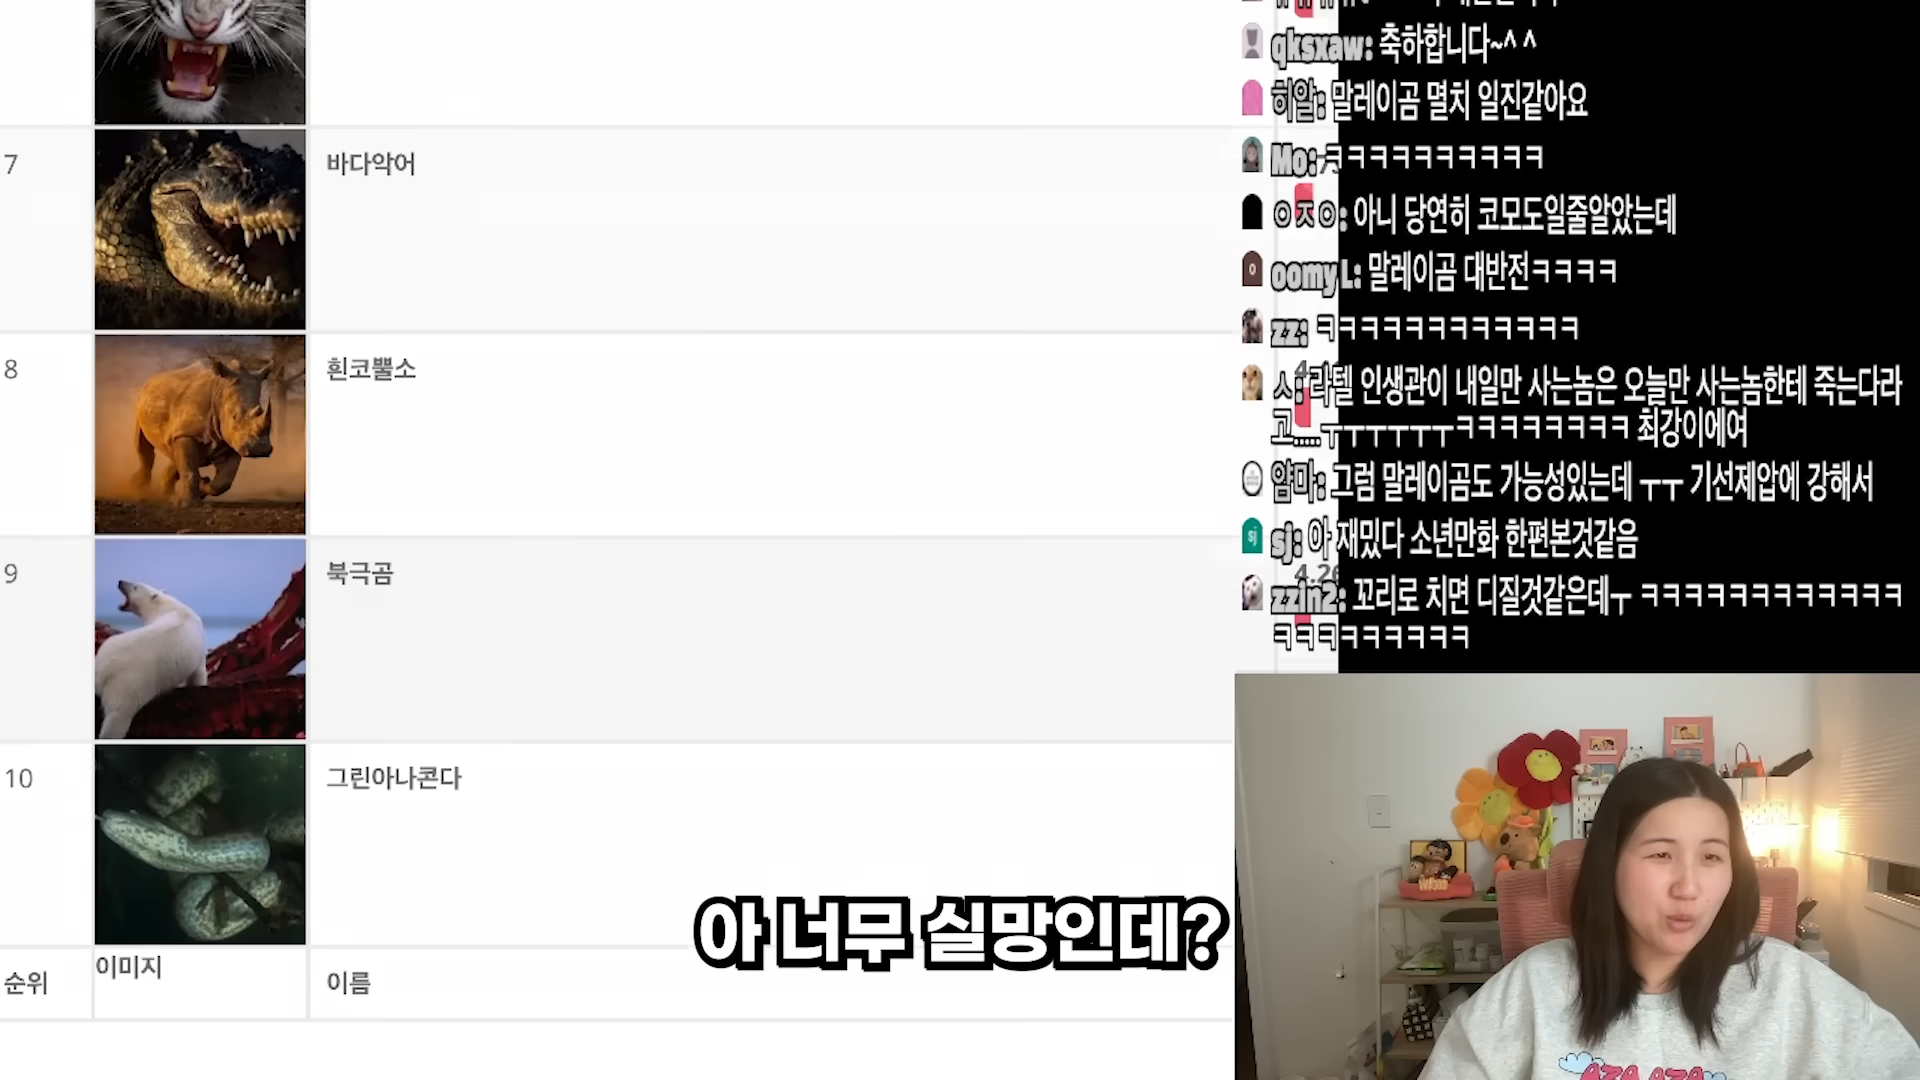 7
바다악어
8
흰코뿔소
9
북극곰
10
그린아나콘다
순위
이미지
이름
qksxaw: 축하합니다~^^
히알: 말레이곰 멸치 일진같아요
Mo: ㅋㅋㅋㅋㅋㅋㅋㅋㅋㅋ
ㅇㅈㅇ: 아니 당연히 코모도일줄알았는데
oomy L: 말레이곰 대반전ㅋㅋㅋㅋ
zz: ㅋㅋㅋㅋㅋㅋㅋㅋㅋㅋㅋㅋ
ㅅ: 라텔 인생관이 내일만 사는놈은 오늘만 사는놈한테 죽는다라
고....ㅜㅜㅜㅜㅜㅜㅋㅋㅋㅋㅋㅋㅋㅋ 최강이에여
얌마: 그럼 말레이곰도 가능성있는데 ㅜㅜ 기선제압에 강해서
sj: 아 재밌다 소년만화 한편본것같음
4.26
zzin2: 꼬리로 치면 디질것같은데ㅜ ㅋㅋㅋㅋㅋㅋㅋㅋㅋㅋㅋㅋ
ㅋㅋㅋㅋㅋㅋㅋㅋㅋ
아 너무 실망인데?